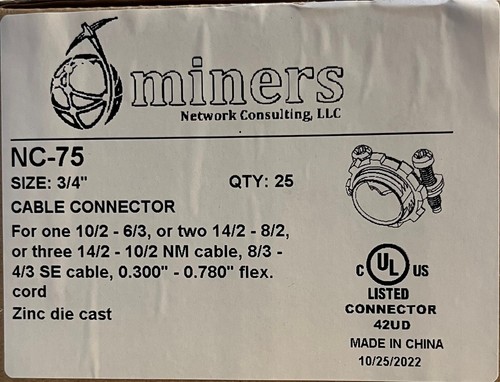 miners
Network Consulting, LLC
NC-75
SIZE: 3/4" QTY: 25
CABLE CONNECTOR
For one 10/2 - 6/3, or two 14/2 - 8/2,
or three 14/2 - 10/2 NM cable, 8/3 -
4/3 SE cable, 0.300" - 0.780" flex.
cord
Zinc die cast
C UL US
LISTED
CONNECTOR
42UD
MADE IN CHINA
10/25/2022